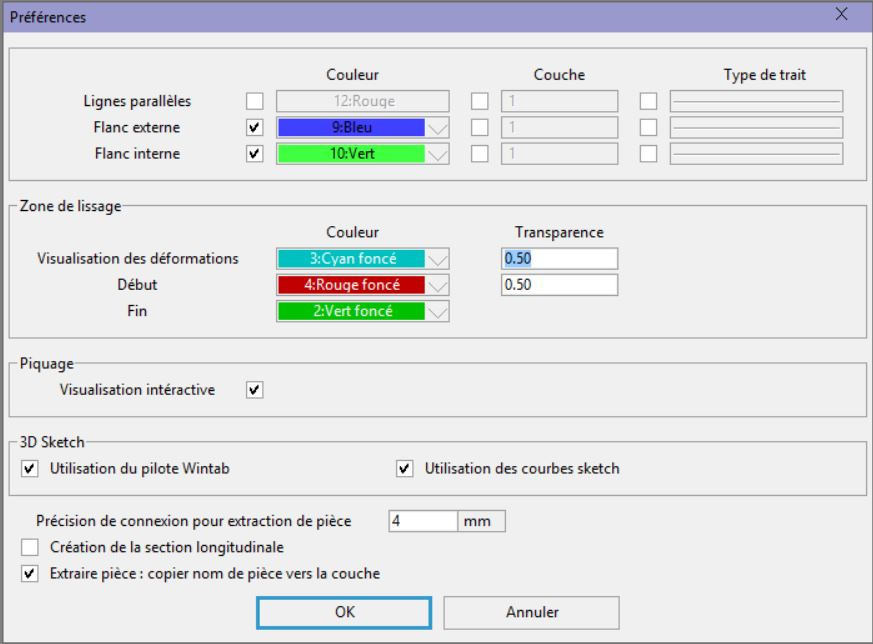 Préférences
Couleur Couche Type de trait
Lignes parallèles 12:Rouge 1
Flanc externe 9:Bleu 1
Flanc interne 10:Vert 1
Zone de lissage
Couleur Transparence
Visualisation des déformations 3:Cyan foncé 0.50
Début 4:Rouge foncé 0.50
Fin 2:Vert foncé
Piquage
Visualisation intéractive
3D Sketch
Utilisation du pilote Wintab Utilisation des courbes sketch
Précision de connexion pour extraction de pièce 4 mm
Création de la section longitudinale
Extraire pièce : copier nom de pièce vers la couche
OK Annuler